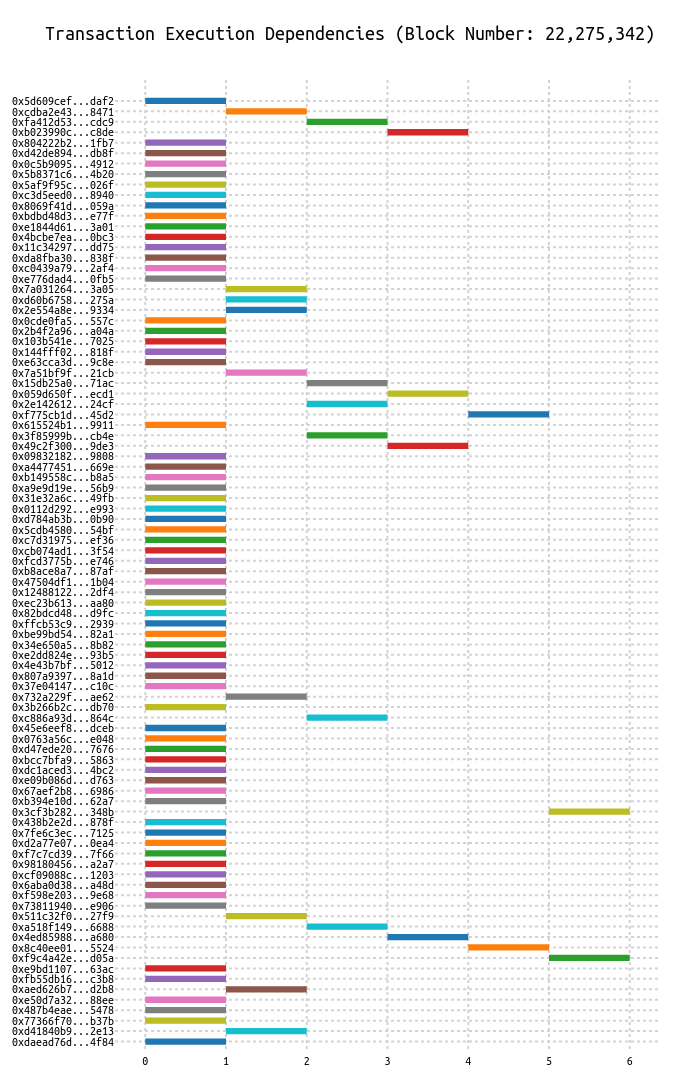 Transaction Execution Dependencies (Block Number: 22,275,342)
0x5d609cef...daf2
0xcdba2e43...8471
0xfa412d53...cdc9
0xb023990c...c8de
0x804222b2...1fb7
0xd42de894...db8f
0x0c5b9095...4912
0x5b8371c6...4b20
0x5af9f95c...026f
0xc3d5eed0...8940
0x8069f41d...059a
0xbdbd48d3...e77f
0xe1844d61...3a01
0x4bcbe7ea...0bc3
0x11c34297...dd75
0xda8fba30...838f
0xc0439a79...2af4
0xe776dad4...0fb5
0x7a031264...3a05
0xd60b6758...275a
0x2e554a8e...9334
0x0cde0fa5...557c
0x2b4f2a96...a04a
0x103b541e...7025
0x144fff02...818f
0xe63cca3d...9c8e
0x7a51bf9f...21cb
0x15db25a0...71ac
0x059d650f...ecd1
0x2e142612...24cf
0xf775cb1d...45d2
0x615524b1...9911
0x3f85999b...cb4e
0x49c2f300...9de3
0x09832182...9808
0xa4477451...669e
0xb149558c...b8a5
0xa9e9d19e...56b9
0x31e32a6c...49fb
0x0112d292...e993
0xd784ab3b...0b90
0x5cdb4580...54bf
0xc7d31975...ef36
0xcb074ad1...3f54
0xfcd3775b...e746
0xb8ace8a7...87af
0x47504df1...1b04
0x12488122...2df4
0xec23b613...aa80
0x82bdcd48...d9fc
0xffcb53c9...2939
0xbe99bd54...82a1
0x34e650a5...8b82
0xe2dd824e...93b5
0x4e43b7bf...5012
0x807a9397...8a1d
0x37e04147...c10c
0x732a229f...ae62
0x3b266b2c...db70
0xc886a93d...864c
0x45e6eef8...dceb
0x0763a56c...e048
0xd47ede20...7676
0xbcc7bfa9...5863
0xdc1aced3...4bc2
0xe09b086d...d763
0x67aef2b8...6986
0xb394e10d...62a7
0x3cf3b282...348b
0x438b2e2d...878f
0x7fe6c3ec...7125
0xd2a77e07...0ea4
0xf7c7cd39...7f66
0x98180456...a2a7
0xcf09088c...1203
0x6aba0d38...a48d
0xf598e203...9e68
0x73811940...e906
0x511c32f0...27f9
0xa518f149...6688
0x4ed85988...a680
0x8c40ee01...5524
0xf9c4a42e...d05a
0xe9bd1107...63ac
0xfb55db16...c3b8
0xaed626b7...d2b8
0xe50d7a32...88ee
0x487b4eae...5478
0x77366f70...b37b
0xd41840b9...2e13
0xdaead76d...4f84
0 1 2 3 4 5 6